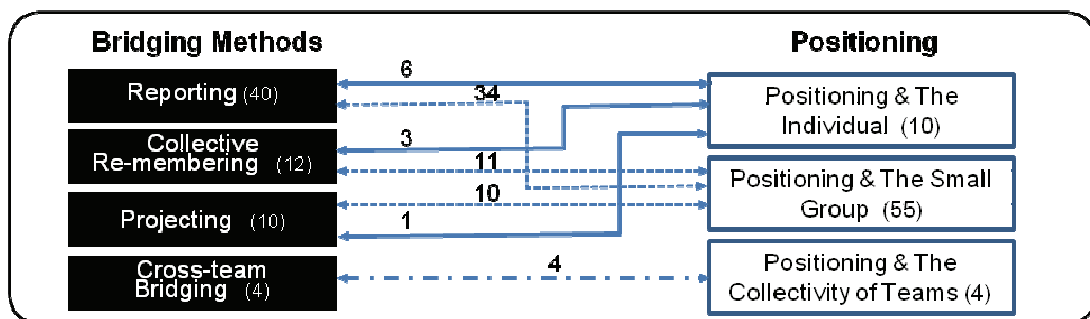 Bridging Methods
Positioning
Reporting (40)
6
34
Positioning & The
Individual (10)
Collective
Re-membering (12)
3
11
Positioning & The Small
Group (55)
Projecting (10)
10
1
Cross-team
Bridging (4)
4
Positioning & The
Collectivity of Teams (4)